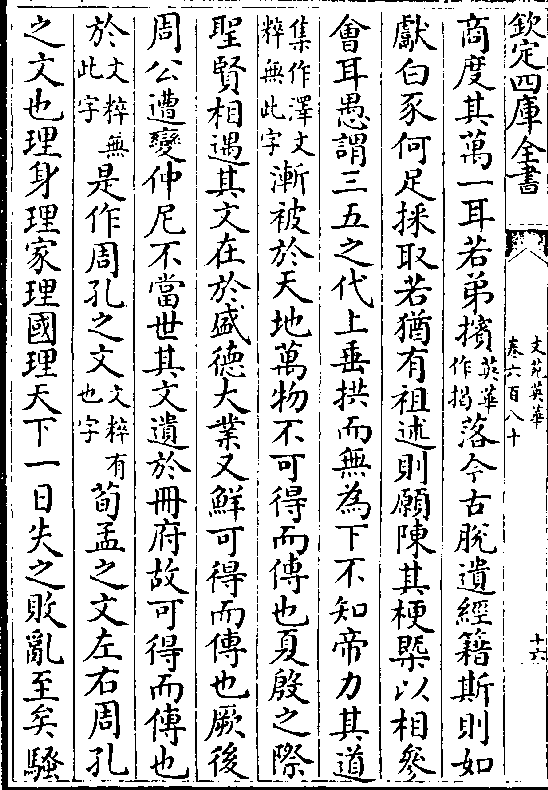 欽定四庫全書
文苑英華
卷六百八十
十六
商度其萬一耳若弟擯英華作揭落今古脫遺經籍斯則如
獻白豕何足採取若猶有祖述則願陳其梗槩以相參
會耳愚謂三五之代上垂拱而無為下不知帝力其道
集作澤文粹無此字漸被於天地萬物不可得而傳也夏殷之際
聖賢相遇其文在於盛德大業又鮮可得而傳也厥後
周公遭變仲尼不當世其文遺於冊府故可得而傳也
於文粹無此字是作周孔之文文粹有也字荀孟之文左右周孔
之文也理身理家理國理天下一日失之敗亂至矣騷